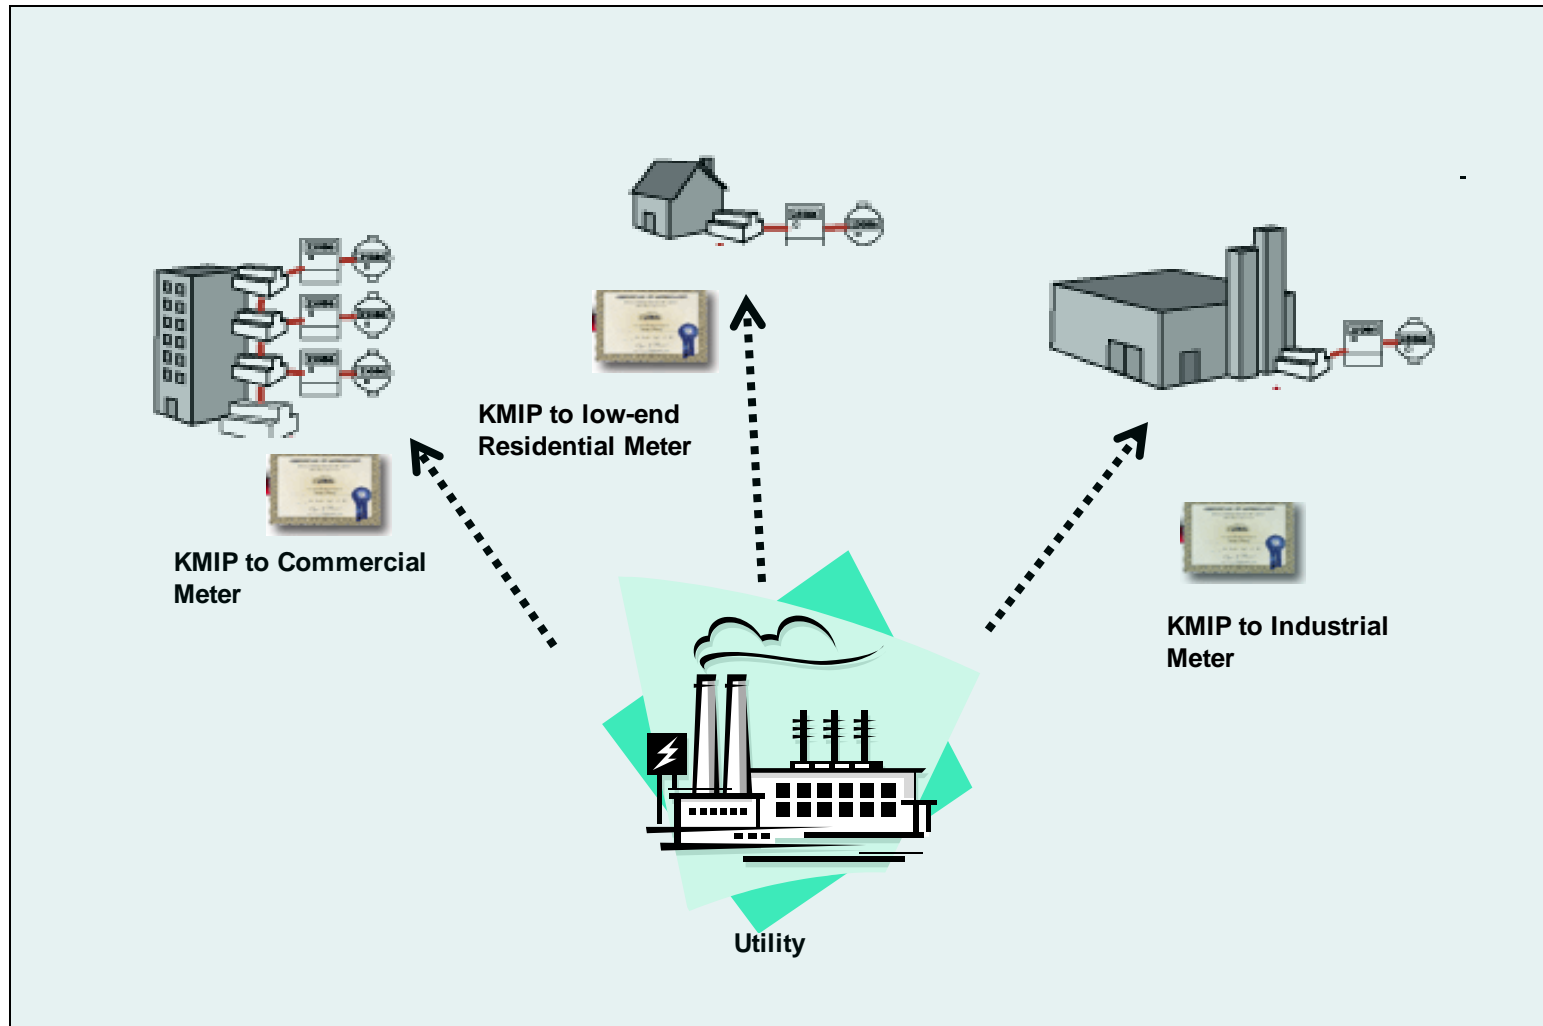 KMIP to low-end
Residential Meter
KMIP to Commercial
Meter
KMIP to Industrial
Meter
Utility